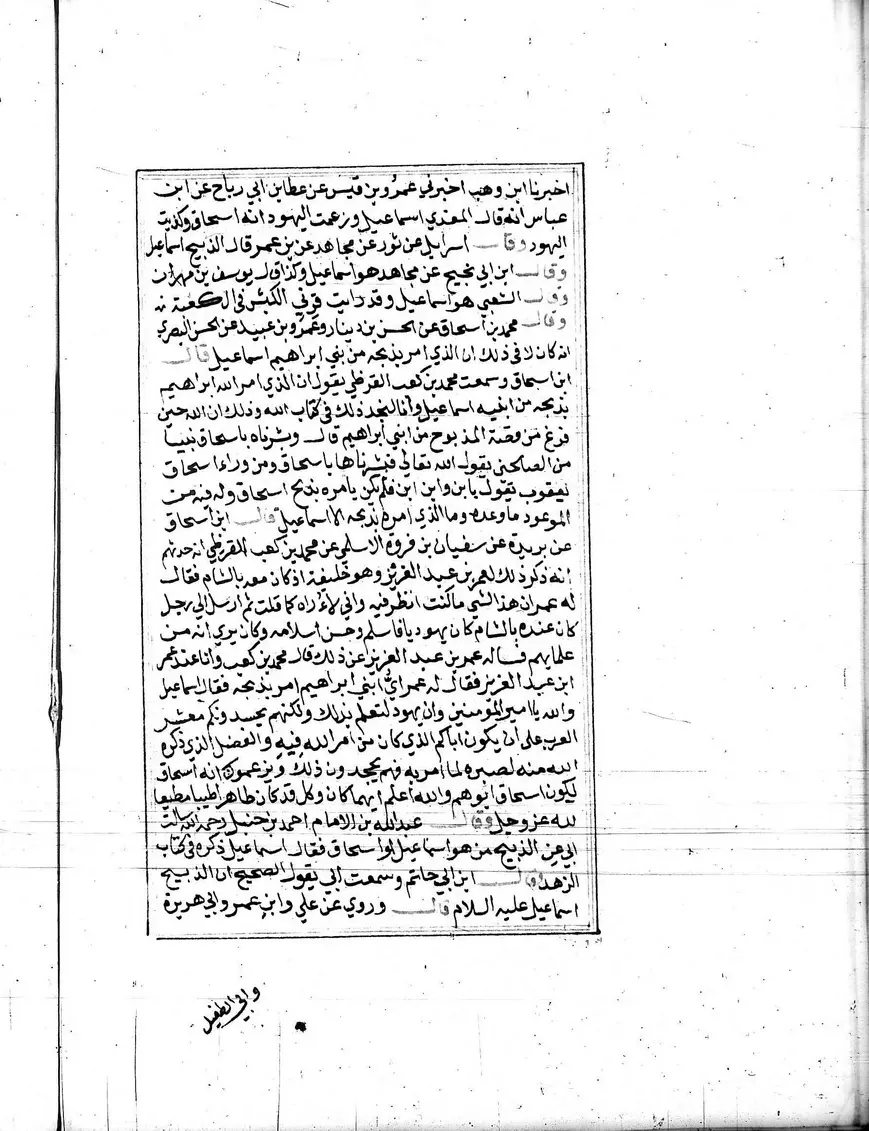 اخبرنا ابن وهب اخبرني عمرو بن قيس عن عطا بن ابي رباح عن ابن
عباس انه قال المفدي اسماعيل وزعمت اليهود انه اسحاق وكذبت
اليهود وقال اسرايل عن ثور عن مجاهد عن بن عمر قال الذبيح اسماعيل
وقال ابن ابي نجيح عن مجاهد هو اسماعيل وكذا قال يوسف بن مهران
وقال الشعبي هو اسماعيل وقد رايت قرني الكبش في الكعبة
وقال محمد بن اسحاق عن الحسن بن دينار وعمرو بن عبيد عن الحسن البصري
انه كان لا في ذلك ان الذي امر بذبحه من بني ابراهيم اسماعيل قال
ابن اسحاق وسمعت محمد بن كعب القرظي يقول ان الذي امر الله ابراهيم
بذبحه من ابنيه اسماعيل وانا لنجد ذلك في كتاب الله وذلك ان الله حين
فرغ من قصة المذبوح من ابني ابراهيم قال وبشرناه باسحاق نبيا
من الصالحين يقول الله تعالي فبشرناها باسحاق ومن وراء اسحاق
يعقوب يقول بابن وابن ابن فلم يكن يامره بذبح اسحاق وله فيه من
الموعود ما وعده وما الذي امره بذبحه الا اسماعيل قال ابن اسحاق
عن بريدة عن سفيان بن فروة الاسلمي عن محمد بن كعب القرظي انه حدثهم
انه ذكر ذلك لعمر بن عبد العزيز وهو خليفة اذ كان معه بالشام فقال
له عمر ان هذا الشي ما كنت انظر فيه واني لاراه كما قلت ثم ارسل الي رجل
كان عنده بالشام كان يهوديا فاسلم وحسن اسلامه وكان يري انه من
علمايهم فساله عمر بن عبد العزيز عن ذلك قال محمد بن كعب وانا عند عمر
ابن عبد العزيز فقال له عمر اي ابني ابراهيم امر بذبحه فقال اسماعيل
والله يا امير المومنين وان يهود لتعلم بذلك ولكنهم يحسدونكم معشر
العرب علي ان يكون اباكم الذي كان من امر الله فيه والفضل الذي ذكره
الله منه لصبره لما امر به فهم يجحدون ذلك ويزعمون انه اسحاق
لكون اسحاق ابوهم والله اعلم ايهما كان وكل قد كان طاهرا طيبا مطيعا
لله عز وجل وقال عبد الله بن الامام احمد بن حنبل رحمه الله سالت
ابي عن الذبيح من هو اسماعيل او اسحاق فقال اسماعيل ذكره في كتاب
الزهد وقال ابن ابي حاتم وسمعت ابي يقول الصحيح ان الذبيح
اسماعيل عليه السلام قال وروي عن علي وابن عمر وابي هريرة
وابي الطفيل